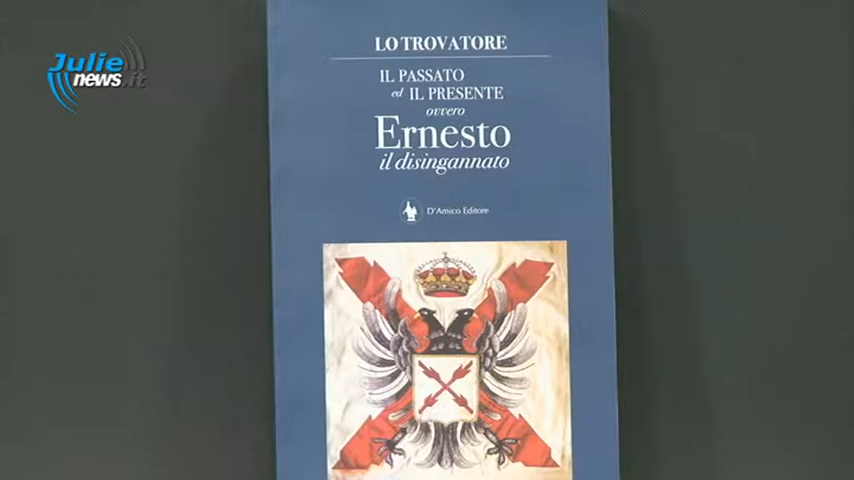 Julie
news.it
LO TROVATORE
IL PASSATO
ed IL PRESENTE
ovvero
Ernesto
il disingannato
D'Amico Editore